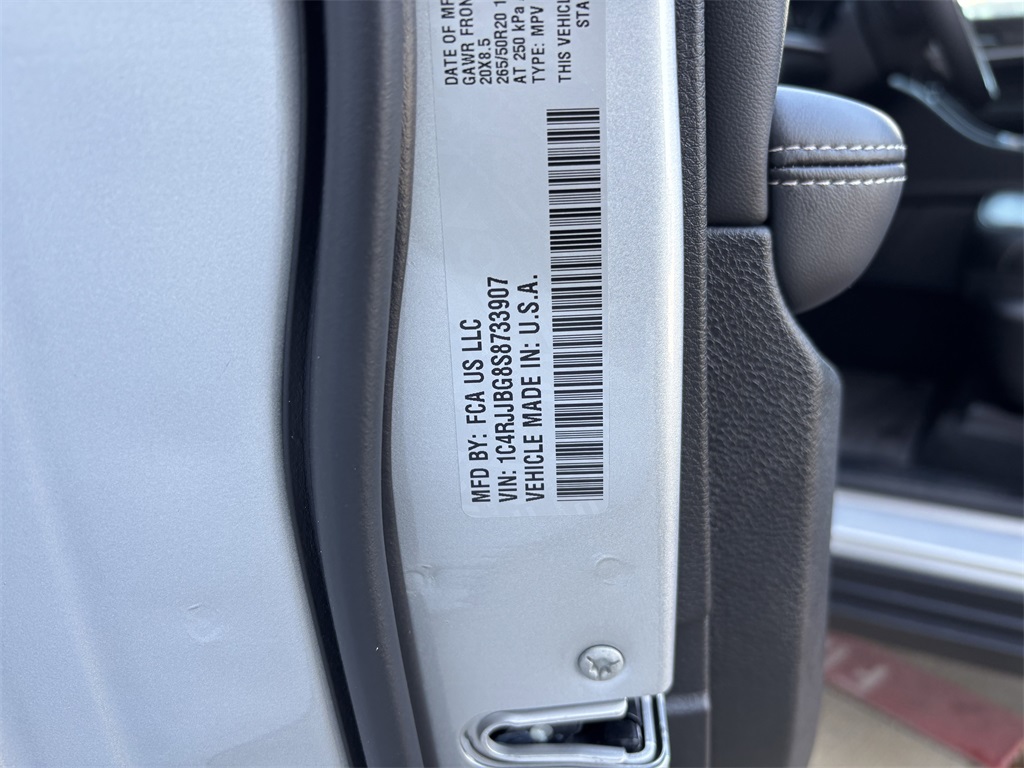 MFD BY: FCA US LLC
VIN: 1C4RJJBG8S8733907
VEHICLE MADE IN: U.S.A.
DATE OF MF
GAWR FRON
20X8.5
265/50R20 1
AT 250 kPa
TYPE: MPV
THIS VEHICLE
STA